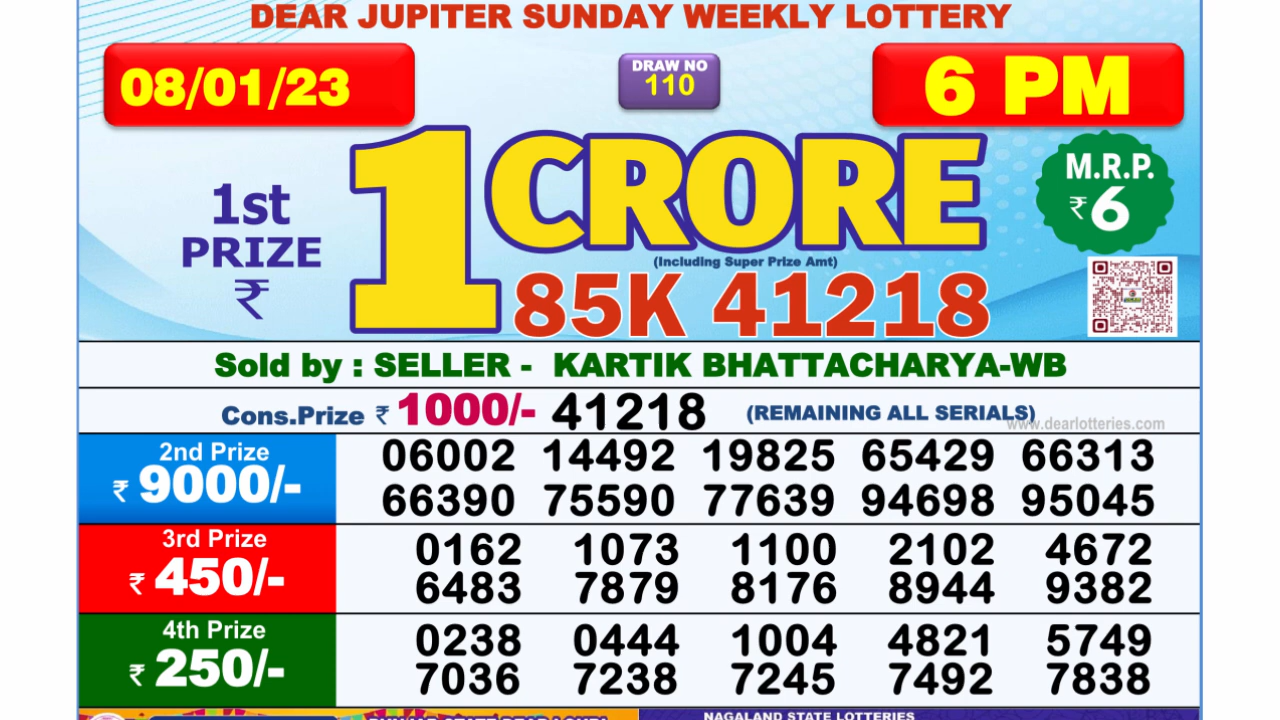 DEAR JUPITER SUNDAY WEEKLY LOTTERY
08/01/23
DRAW NO
110
6 PM
1st
PRIZE
₹
1 CRORE
(Including Super Prize Amt)
M.R.P.
₹6
85K 41218
Sold by : SELLER - KARTIK BHATTACHARYA-WB
Cons.Prize ₹ 1000/- 41218 (REMAINING ALL SERIALS)
www.dearlotteries.com
2nd Prize
₹ 9000/-
06002 14492 19825 65429 66313
66390 75590 77639 94698 95045
3rd Prize
₹ 450/-
0162 1073 1100 2102 4672
6483 7879 8176 8944 9382
4th Prize
₹ 250/-
0238 0444 1004 4821 5749
7036 7238 7245 7492 7838
NAGALAND STATE LOTTERIES